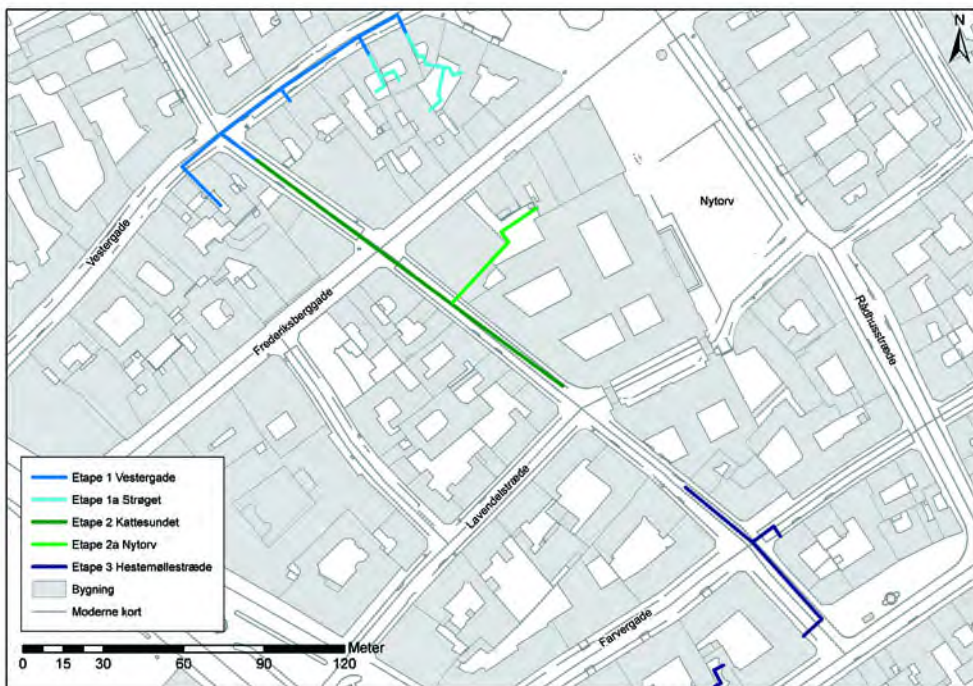 N
Nytorv
Vestergade
Frederiksberggade
Rådhusstræde
Lavendelstræde
Farvergade
Etape 1 Vestergade
Etape 1a Strøget
Etape 2 Kattesundet
Etape 2a Nytorv
Etape 3 Hestemøllestræde
Bygning
Moderne kort
Meter
0 15 30 60 90 120